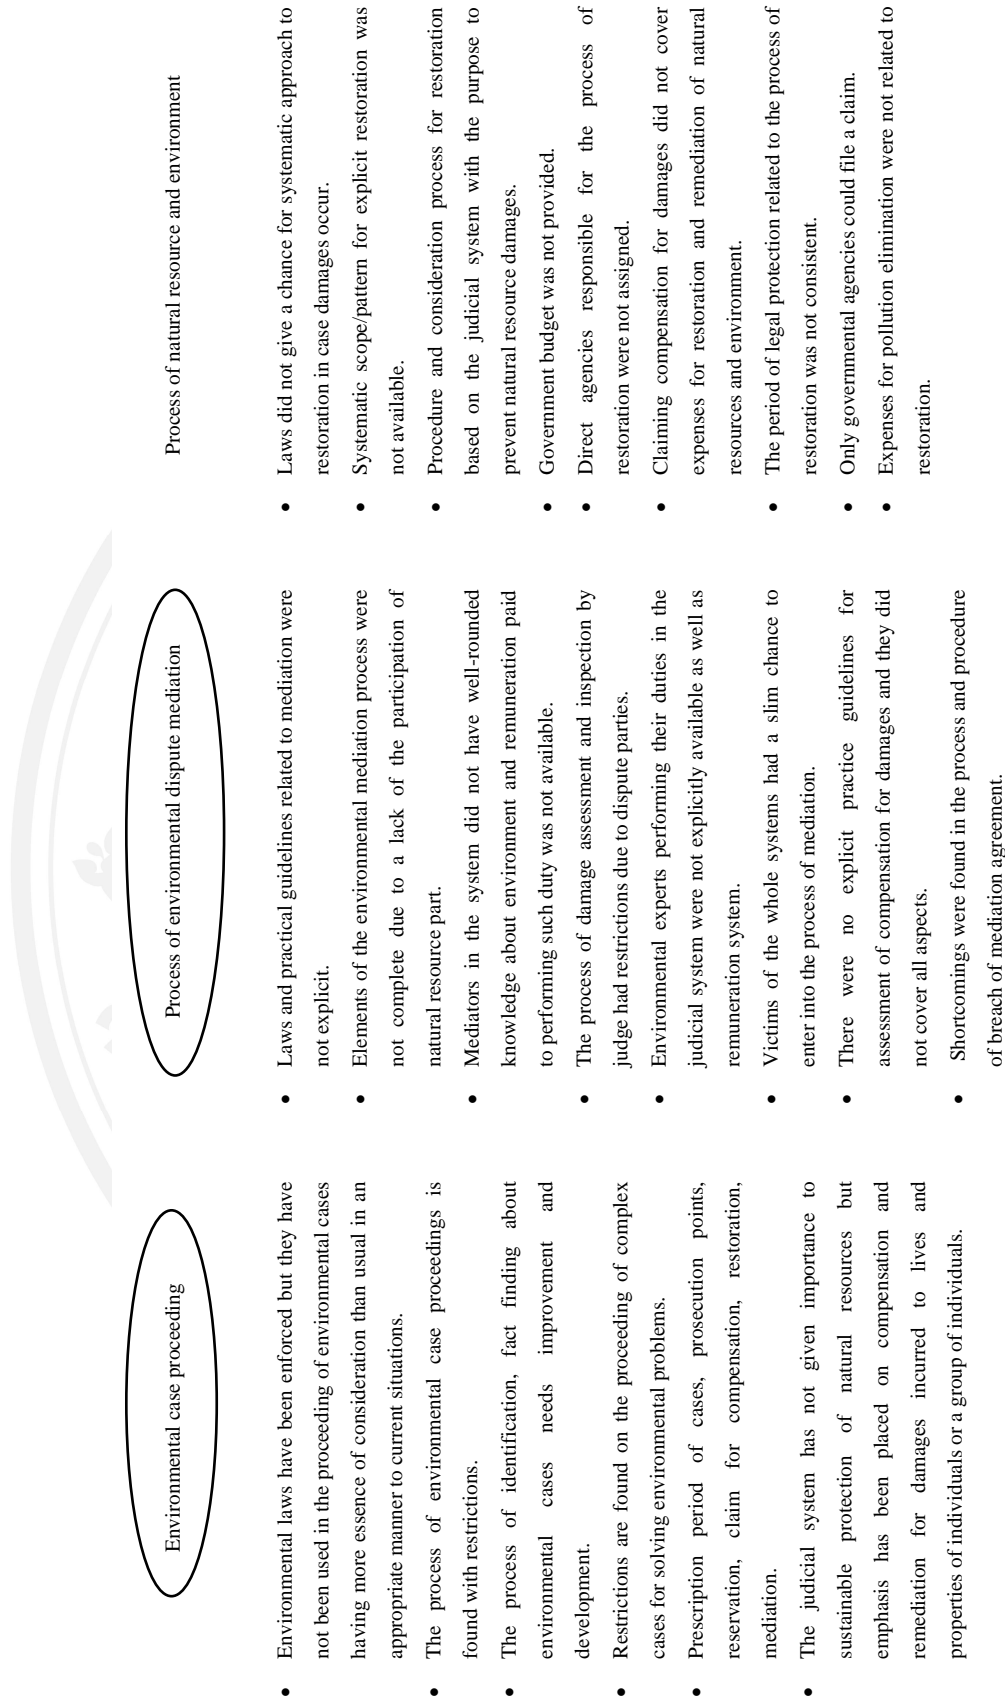 Environmental case proceeding
Environmental laws have been enforced but they have
not been used in the proceeding of environmental cases
having more essence of consideration than usual in an
appropriate manner to current situations.
The process of environmental case proceedings is
found with restrictions.
The process of identification, fact finding about
environmental cases needs improvement and
development.
Restrictions are found on the proceeding of complex
cases for solving environmental problems.
Prescription period of cases, prosecution points,
reservation, claim for compensation, restoration,
mediation.
The judicial system has not given importance to
sustainable protection of natural resources but
emphasis has been placed on compensation and
remediation for damages incurred to lives and
properties of individuals or a group of individuals.
Process of environmental dispute mediation
Laws and practical guidelines related to mediation were
not explicit.
Elements of the environmental mediation process were
not complete due to a lack of the participation of
natural resource part.
Mediators in the system did not have well-rounded
knowledge about environment and remuneration paid
to performing such duty was not available.
The process of damage assessment and inspection by
judge had restrictions due to dispute parties.
Environmental experts performing their duties in the
judicial system were not explicitly available as well as
remuneration system.
Victims of the whole systems had a slim chance to
enter into the process of mediation.
There were no explicit practice guidelines for
assessment of compensation for damages and they did
not cover all aspects.
Shortcomings were found in the process and procedure
of breach of mediation agreement.
Process of natural resource and environment
Laws did not give a chance for systematic approach to
restoration in case damages occur.
Systematic scope/pattern for explicit restoration was
not available.
Procedure and consideration process for restoration
based on the judicial system with the purpose to
prevent natural resource damages.
Government budget was not provided.
Direct agencies responsible for the process of
restoration were not assigned.
Claiming compensation for damages did not cover
expenses for restoration and remediation of natural
resources and environment.
The period of legal protection related to the process of
restoration was not consistent.
Only governmental agencies could file a claim.
Expenses for pollution elimination were not related to
restoration.